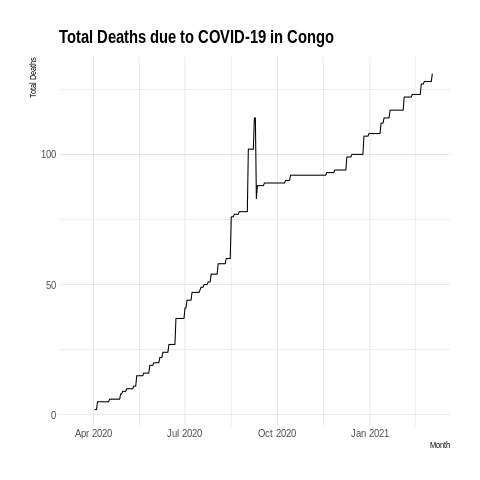 Total Deaths due to COVID-19 in Congo
Total Deaths
100
50
0
Apr 2020 Jul 2020 Oct 2020 Jan 2021
Month